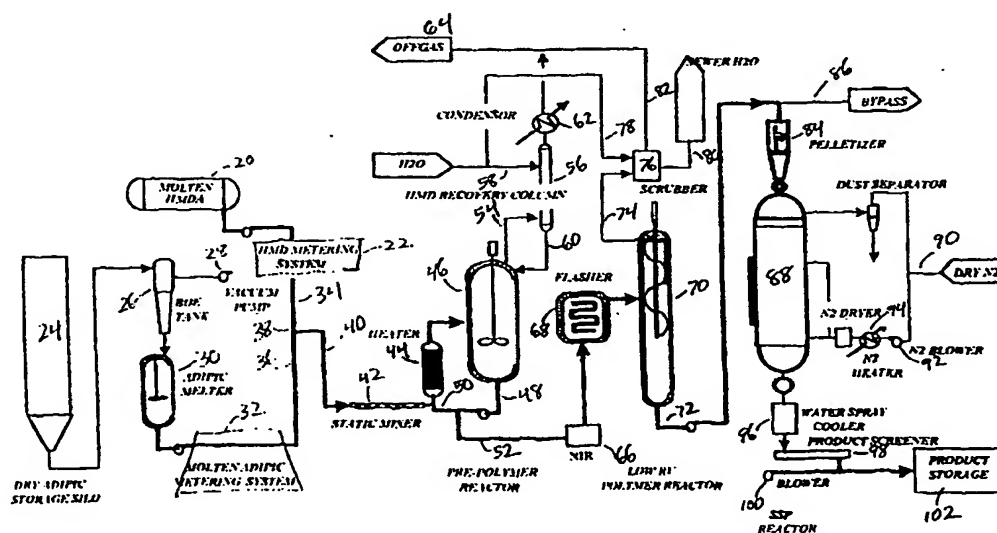 64
OFFGAS
SEWER H2O
86
BYPASS
82
CONDENSOR
62
78
84
PELLETIZER
20
H2O
58
56
76
80
SCRUBBER
MOLTEN
HMDA
HMD RECOVERY COLUMN
54
74
DUST SEPARATOR
22
HMD METERING
SYSTEM
60
90
28
46
FLASHER
70
88
DRY N2
24
26
VACUUM
PUMP
34
68
N2 DRYER
94
TANK
38
40
HEATER
44
30
36
N2 BLOWER
92
N2
HEATER
ADIPIC
MELTER
42
50
48
72
WATER SPRAY
COOLER
96
32
STATIC MIXER
52
NIR
66
PRODUCT SCREENER
98
MOLTEN ADIPIC
METERING SYSTEM
PRE-POLYMER
REACTOR
LOW RV
POLYMER REACTOR
BLOWER
100
PRODUCT
STORAGE
102
DRY ADIPIC
STORAGE SILO
SSP
REACTOR